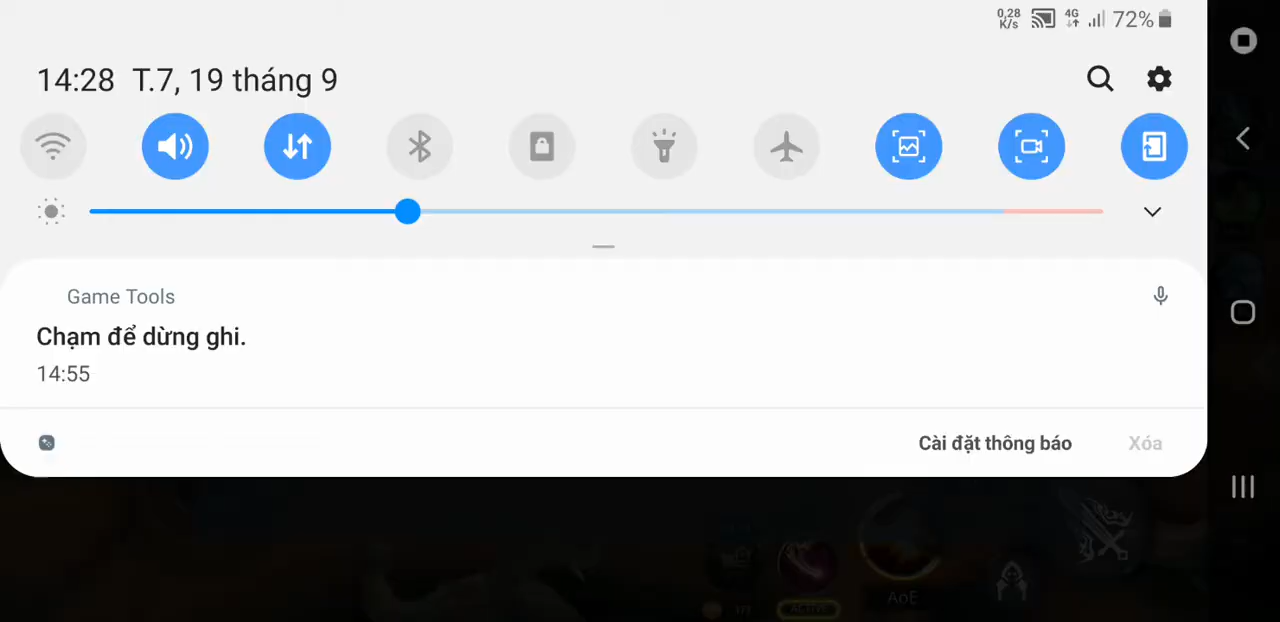 0,28
K/s
4G
72%
14:28 T.7, 19 tháng 9
Game Tools
Chạm để dừng ghi.
14:55
Cài đặt thông báo
Xóa
AoE
ACTIVE